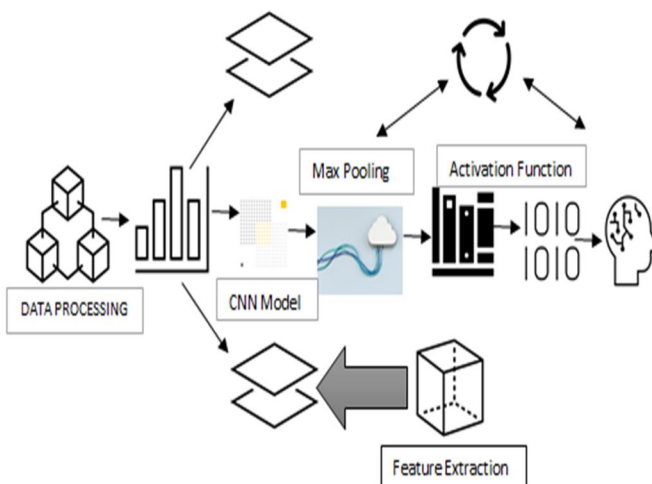 Max Pooling
Activation Function
1010
1010
DATA PROCESSING
CNN Model
Feature Extraction